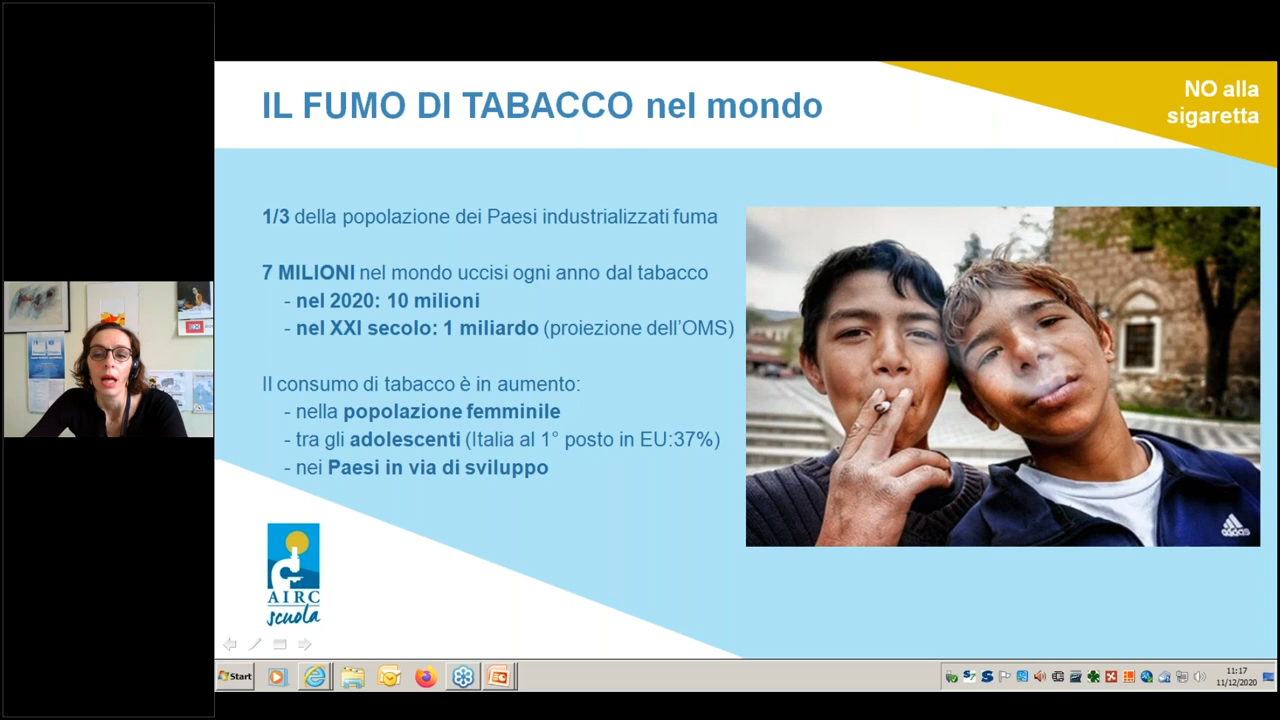 IL FUMO DI TABACCO nel mondo
NO alla
sigaretta
1/3 della popolazione dei Paesi industrializzati fuma
7 MILIONI nel mondo uccisi ogni anno dal tabacco
- nel 2020: 10 milioni
- nel XXI secolo: 1 miliardo (proiezione dell'OMS)
Il consumo di tabacco è in aumento:
- nella popolazione femminile
- tra gli adolescenti (Italia al 1° posto in EU:37%)
- nei Paesi in via di sviluppo
adidas
AIRC
scuola
Start
11:17
11/12/2020